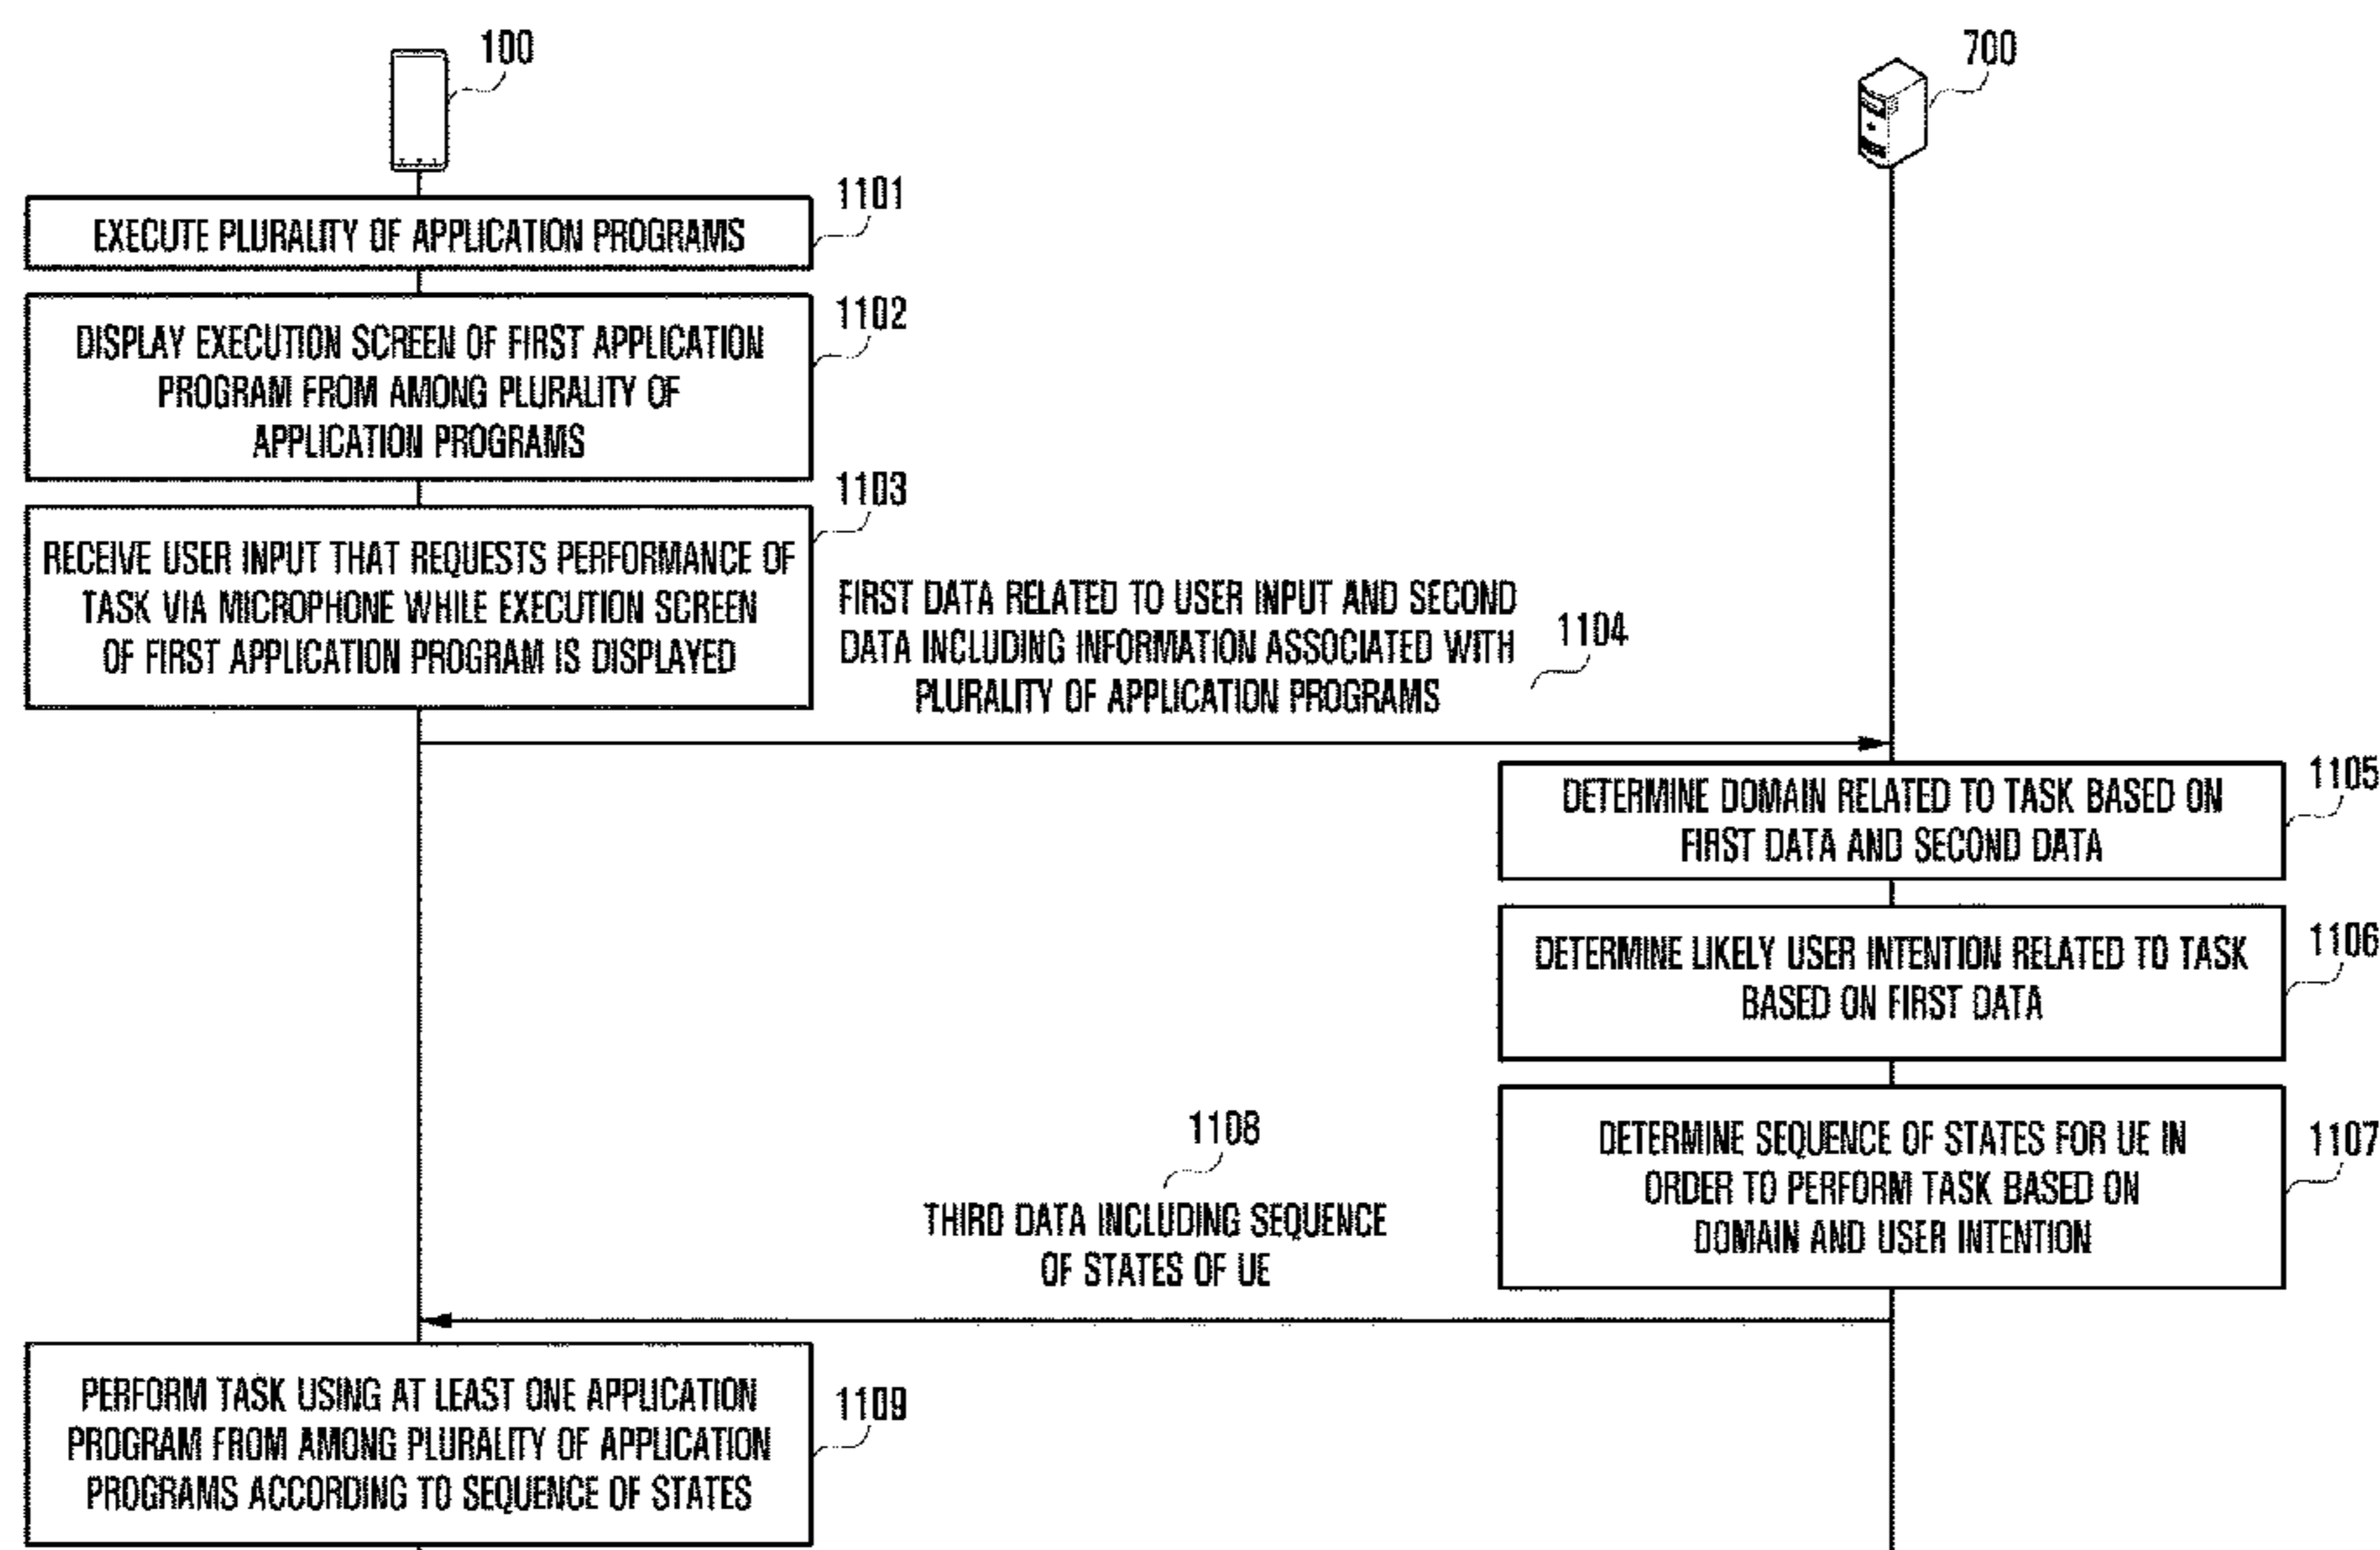 100
700
1101
EXECUTE PLURALITY OF APPLICATION PROGRAMS
1102
DISPLAY EXECUTION SCREEN OF FIRST APPLICATION
PROGRAM FROM AMONG PLURALITY OF
APPLICATION PROGRAMS
1103
RECEIVE USER INPUT THAT REQUESTS PERFORMANCE OF
TASK VIA MICROPHONE WHILE EXECUTION SCREEN
OF FIRST APPLICATION PROGRAM IS DISPLAYED
FIRST DATA RELATED TO USER INPUT AND SECOND
DATA INCLUDING INFORMATION ASSOCIATED WITH
PLURALITY OF APPLICATION PROGRAMS
1104
1105
DETERMINE DOMAIN RELATED TO TASK BASED ON
FIRST DATA AND SECOND DATA
1106
DETERMINE LIKELY USER INTENTION RELATED TO TASK
BASED ON FIRST DATA
1107
DETERMINE SEQUENCE OF STATES FOR UE IN
ORDER TO PERFORM TASK BASED ON
DOMAIN AND USER INTENTION
1108
THIRD DATA INCLUDING SEQUENCE
OF STATES OF UE
PERFORM TASK USING AT LEAST ONE APPLICATION
PROGRAM FROM AMONG PLURALITY OF APPLICATION
PROGRAMS ACCORDING TO SEQUENCE OF STATES
1109